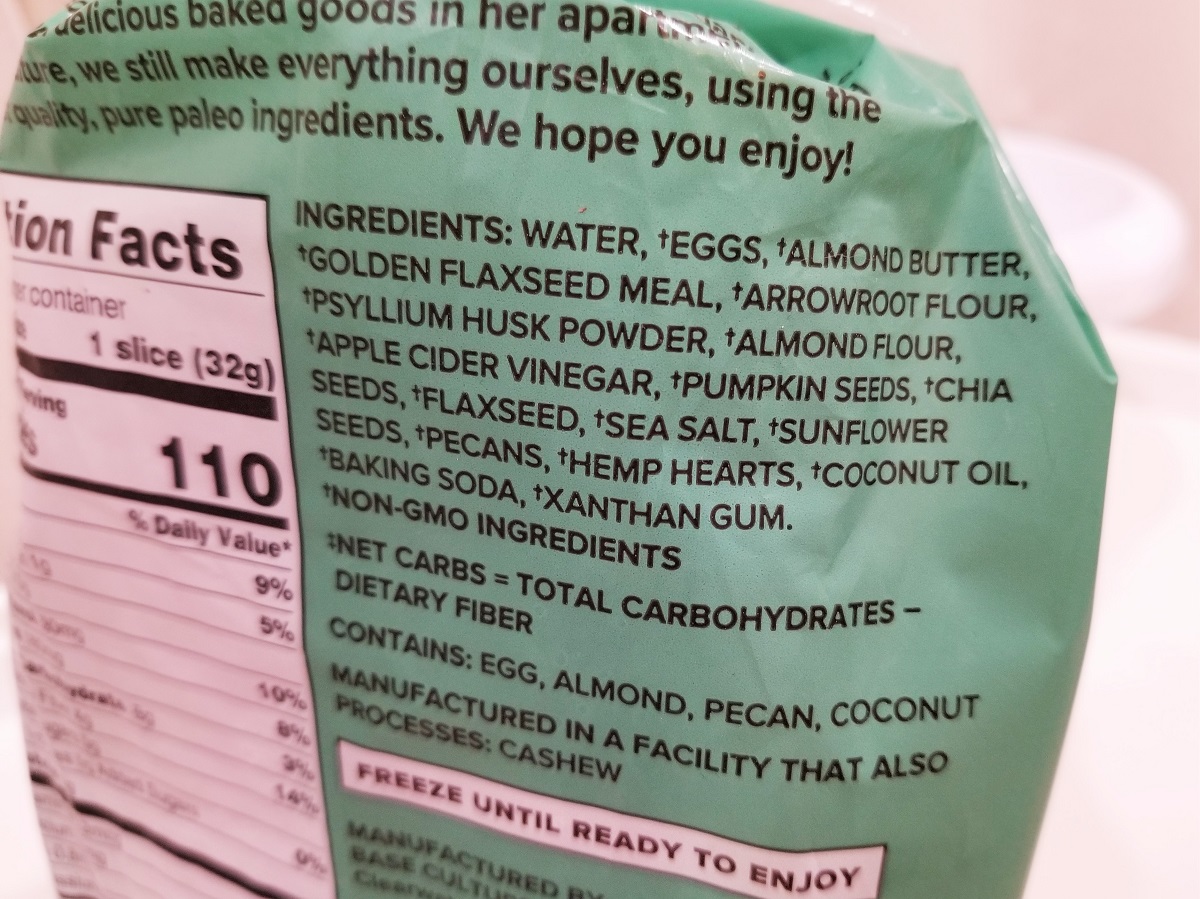 delicious baked goods in her
we still make everything ourselves, using the
quality, pure paleo ingredients. We hope you enjoy!
Facts
container
1 slice (32g)
110
% Daily Value*
9%
5%
10%
8%
3%
14%
0%
INGREDIENTS: WATER, †EGGS, †ALMOND BUTTER,
†GOLDEN FLAXSEED MEAL, †ARROWROOT FLOUR,
†PSYLLIUM HUSK POWDER, †ALMOND FLOUR,
†APPLE CIDER VINEGAR, †PUMPKIN SEEDS, †CHIA
SEEDS, †FLAXSEED, †SEA SALT, †SUNFLOWER
SEEDS, †PECANS, †HEMP HEARTS, †COCONUT OIL,
†BAKING SODA, †XANTHAN GUM.
†NON-GMO INGREDIENTS
‡NET CARBS = TOTAL CARBOHYDRATES –
DIETARY FIBER
CONTAINS: EGG, ALMOND, PECAN, COCONUT
MANUFACTURED IN A FACILITY THAT ALSO
PROCESSES: CASHEW
FREEZE UNTIL READY TO ENJOY
MANUFACTURED BY
BASE